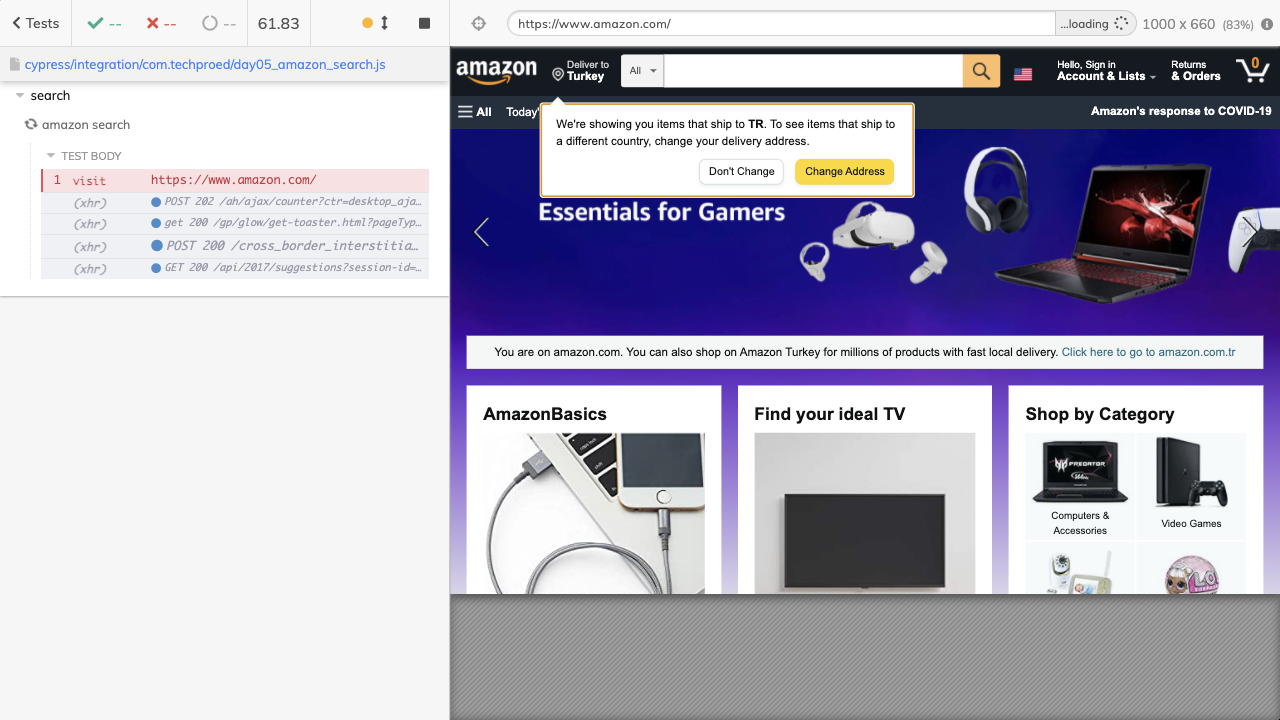 Tests
--
--
--
61.83
https://www.amazon.com/
...loading
1000 x 660 (83%)
cypress/integration/com.techproed/day05_amazon_search.js
search
amazon search
TEST BODY
1 visit https://www.amazon.com/
(xhr) POST 202 /ah/ajax/counter?ctr=desktop_aja...
(xhr) get 200 /gp/glow/get-toaster.html?pageTyp...
(xhr) POST 200 /cross_border_interstitia...
(xhr) GET 200 /api/2017/suggestions?session-id=...
amazon
Deliver to
Turkey
All
Hello, Sign in
Account & Lists
Returns
& Orders
0
All
Today'
Amazon's response to COVID-19
We're showing you items that ship to TR. To see items that ship to
a different country, change your delivery address.
Don't Change
Change Address
Essentials for Gamers
You are on amazon.com. You can also shop on Amazon Turkey for millions of products with fast local delivery. Click here to go to amazon.com.tr
AmazonBasics
Find your ideal TV
Shop by Category
PREDATOR
Computers &
Accessories
Video Games